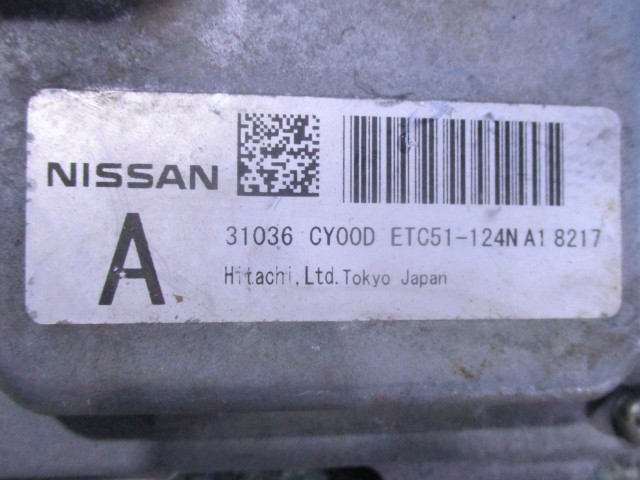 NISSAN
A
31036 CY00D ETC51-124N A1 8217
Hitachi,Ltd.Tokyo Japan